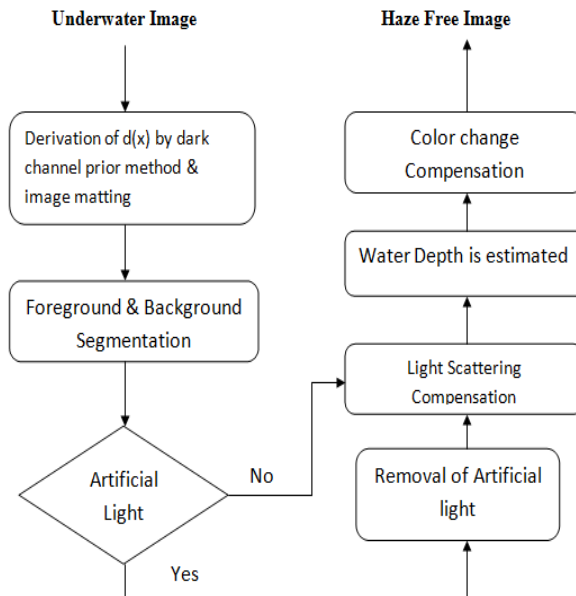 Underwater Image
Haze Free Image
Derivation of d(x) by dark
channel prior method &
image matting
Foreground & Background
Segmentation
Artificial
Light
No
Yes
Color change
Compensation
Water Depth is estimated
Light Scattering
Compensation
Removal of Artificial
light